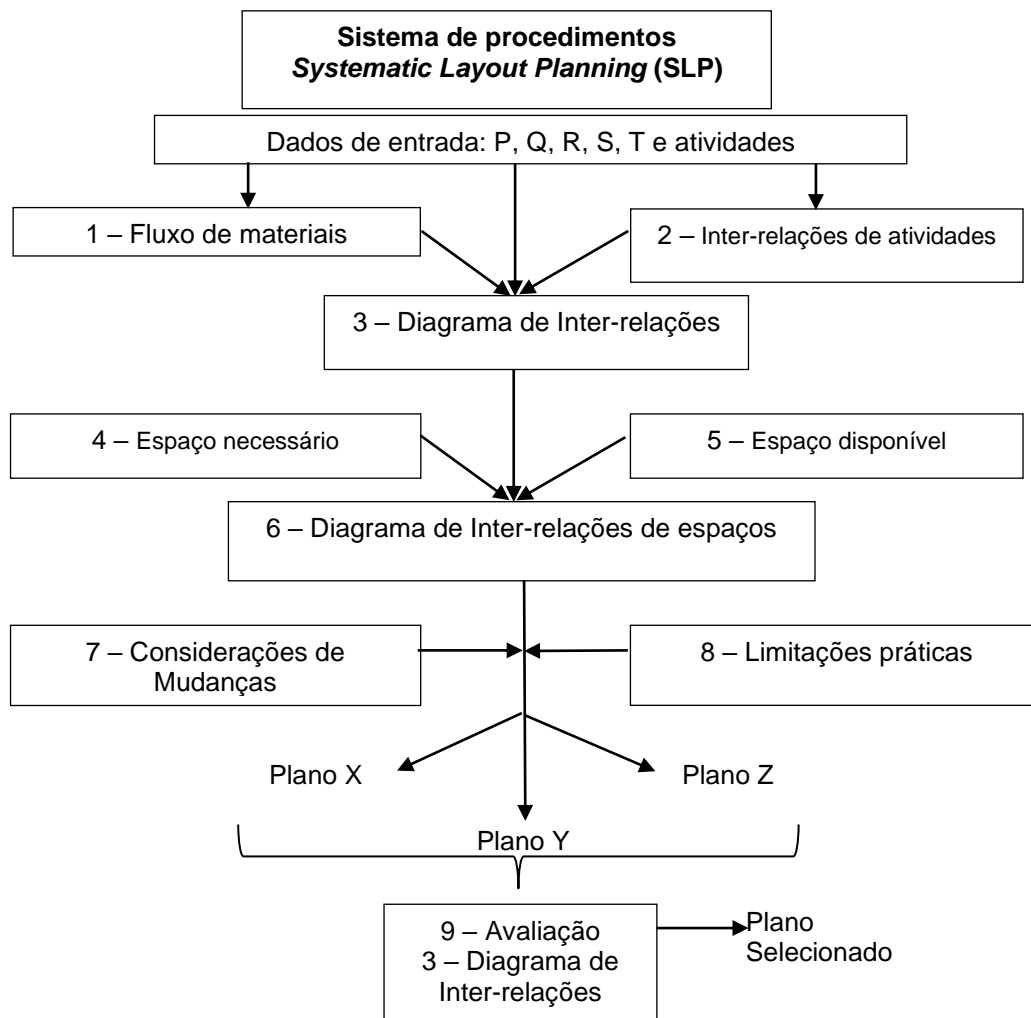 Sistema de procedimentos
Systematic Layout Planning (SLP)
Dados de entrada: P, Q, R, S, T e atividades
1 – Fluxo de materiais
2 – Inter-relações de atividades
3 – Diagrama de Inter-relações
4 – Espaço necessário
5 – Espaço disponível
6 – Diagrama de Inter-relações de espaços
7 – Considerações de
Mudanças
8 – Limitações práticas
Plano X
Plano Z
Plano Y
9 – Avaliação
3 – Diagrama de
Inter-relações
Plano
Selecionado